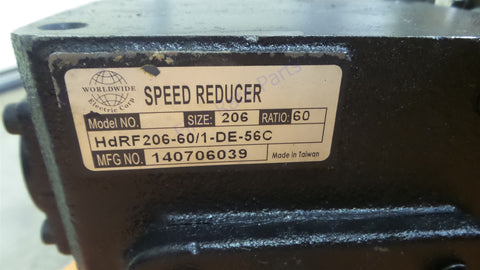 WORLDWIDE
Electric Corp
SPEED REDUCER
Model NO. SIZE: 206 RATIO: 60
HdRF206-60/1-DE-56C
MFG NO. 140706039 Made in Taiwan